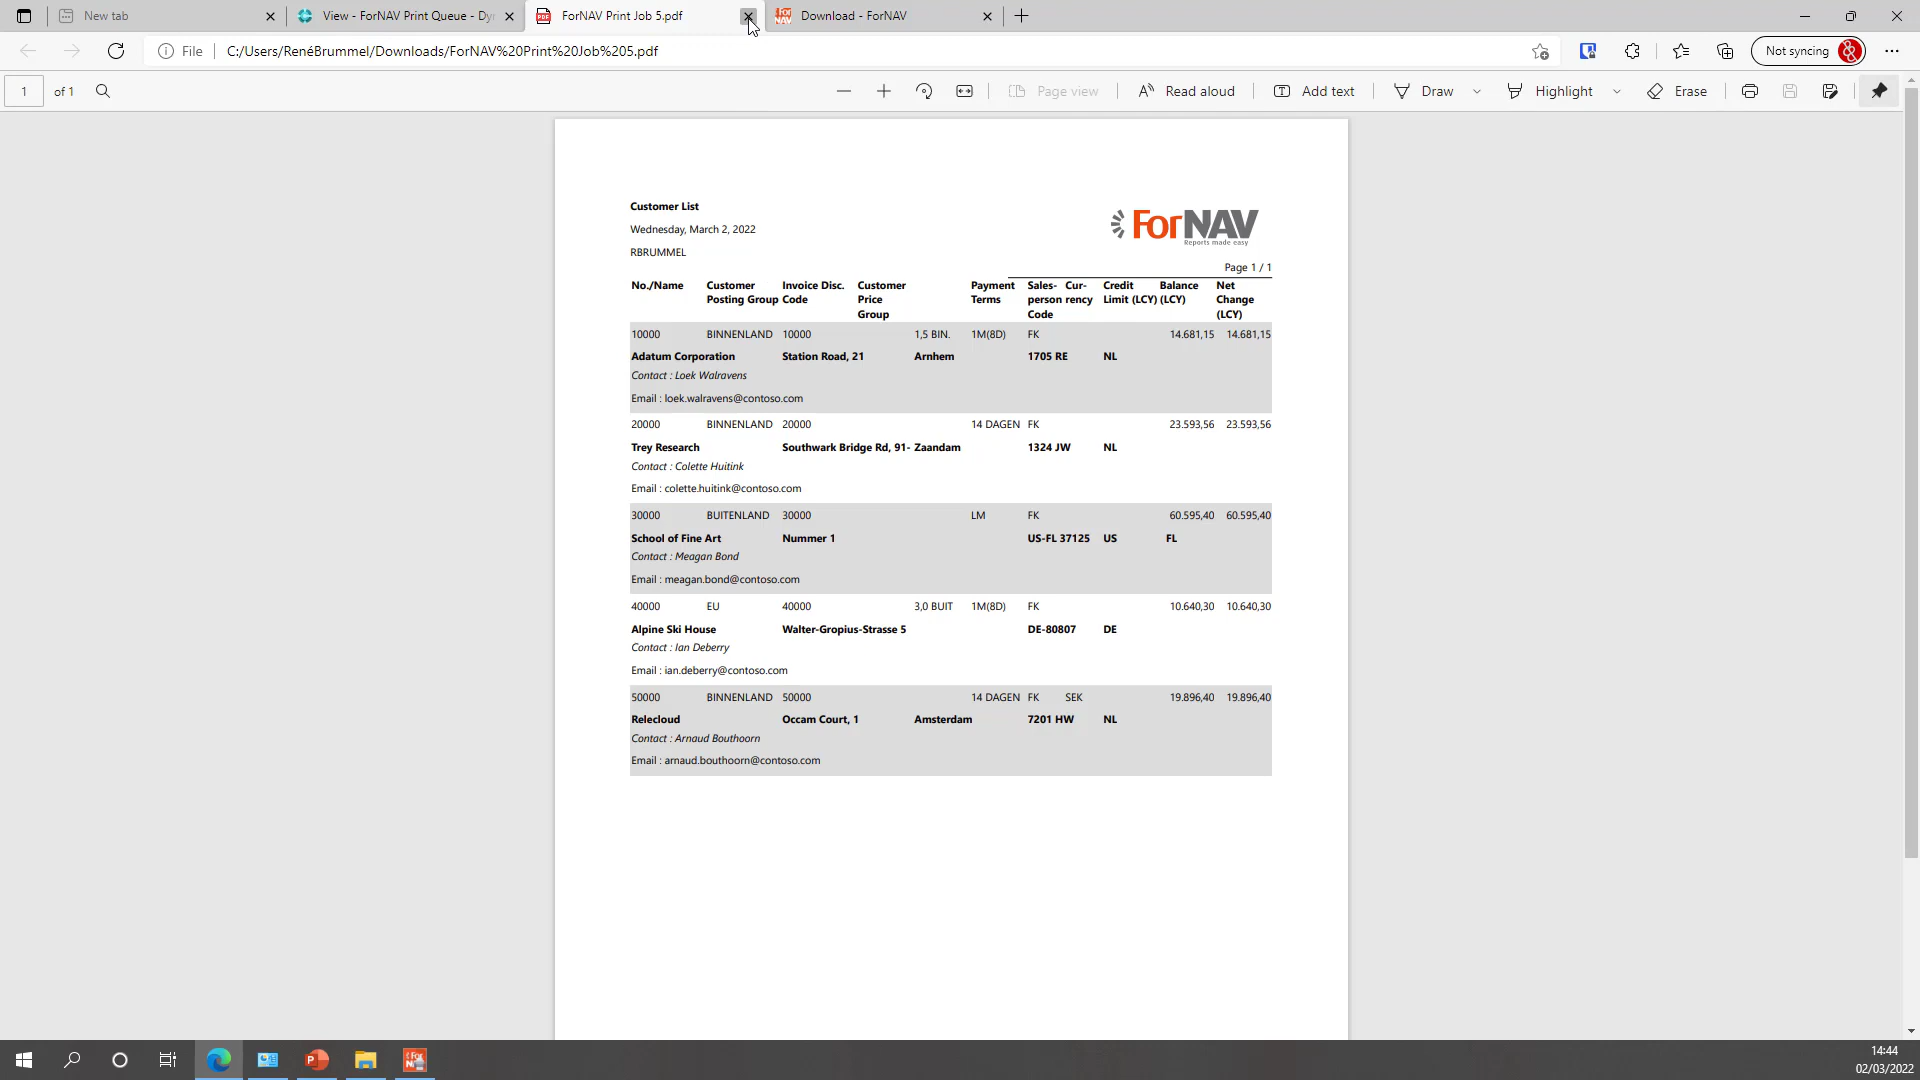 New tab
View - ForNAV Print Queue - Dyn
ForNAV Print Job 5.pdf
Download - ForNAV
File
C:/Users/RenéBrummel/Downloads/ForNAV%20Print%20Job%205.pdf
Not syncing
1 of 1
Page view
Read aloud
Add text
Draw
Highlight
Erase
Customer List
Wednesday, March 2, 2022
RBRUMMEL
ForNAV
Reports made easy
Page 1 / 1
No./Name Customer Invoice Disc. Customer Payment Sales- Cur- Credit Balance Net
Posting Group Code Price Terms person rency Limit (LCY) (LCY) Change
Group Code (LCY)
10000 BINNENLAND 10000 1,5 BIN. 1M(8D) FK 14.681,15 14.681,15
Adatum Corporation Station Road, 21 Arnhem 1705 RE NL
Contact : Loek Walravens
Email : loek.walravens@contoso.com
20000 BINNENLAND 20000 14 DAGEN FK 23.593,56 23.593,56
Trey Research Southwark Bridge Rd, 91- Zaandam 1324 JW NL
Contact : Colette Huitink
Email : colette.huitink@contoso.com
30000 BUITENLAND 30000 LM FK 60.595,40 60.595,40
School of Fine Art Nummer 1 US-FL 37125 US FL
Contact : Meagan Bond
Email : meagan.bond@contoso.com
40000 EU 40000 3,0 BUIT 1M(8D) FK 10.640,30 10.640,30
Alpine Ski House Walter-Gropius-Strasse 5 DE-80807 DE
Contact : Ian Deberry
Email : ian.deberry@contoso.com
50000 BINNENLAND 50000 14 DAGEN FK SEK 19.896,40 19.896,40
Relecloud Occam Court, 1 Amsterdam 7201 HW NL
Contact : Arnaud Bouthoorn
Email : arnaud.bouthoorn@contoso.com
14:44
02/03/2022